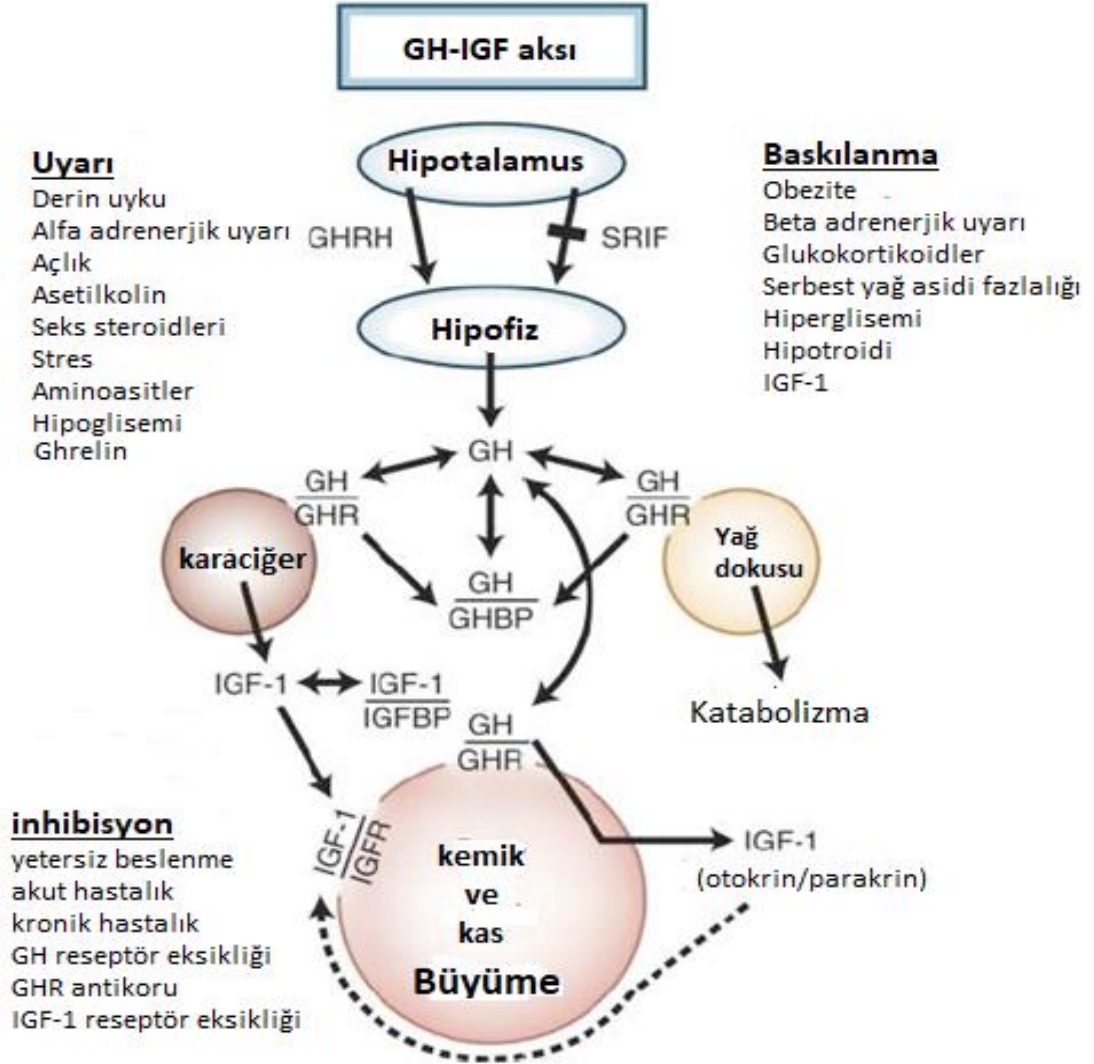 GH-IGF aksı
Hipotalamus
Uyarı
Derin uyku
Alfa adrenerjik uyarı
Açlık
Asetilkolin
Seks steroidleri
Stres
Aminoasitler
Hipoglisemi
Ghrelin
GHRH
SRIF
Baskılanma
Obezite
Beta adrenerjik uyarı
Glukokortikoidler
Serbest yağ asidi fazlalığı
Hiperglisemi
Hipotroidi
IGF-1
Hipofiz
GH
GH
GHR
GH
GHR
karaciğer
Yağ
dokusu
GH
GHBP
IGF-1
IGF-1
IGFBP
Katabolizma
GH
GHR
IGF-1
IGFR
inhibisyon
yetersiz beslenme
akut hastalık
kronik hastalık
GH reseptör eksikliği
GHR antikoru
IGF-1 reseptör eksikliği
kemik
ve
kas
Büyüme
IGF-1
(otokrin/parakrin)